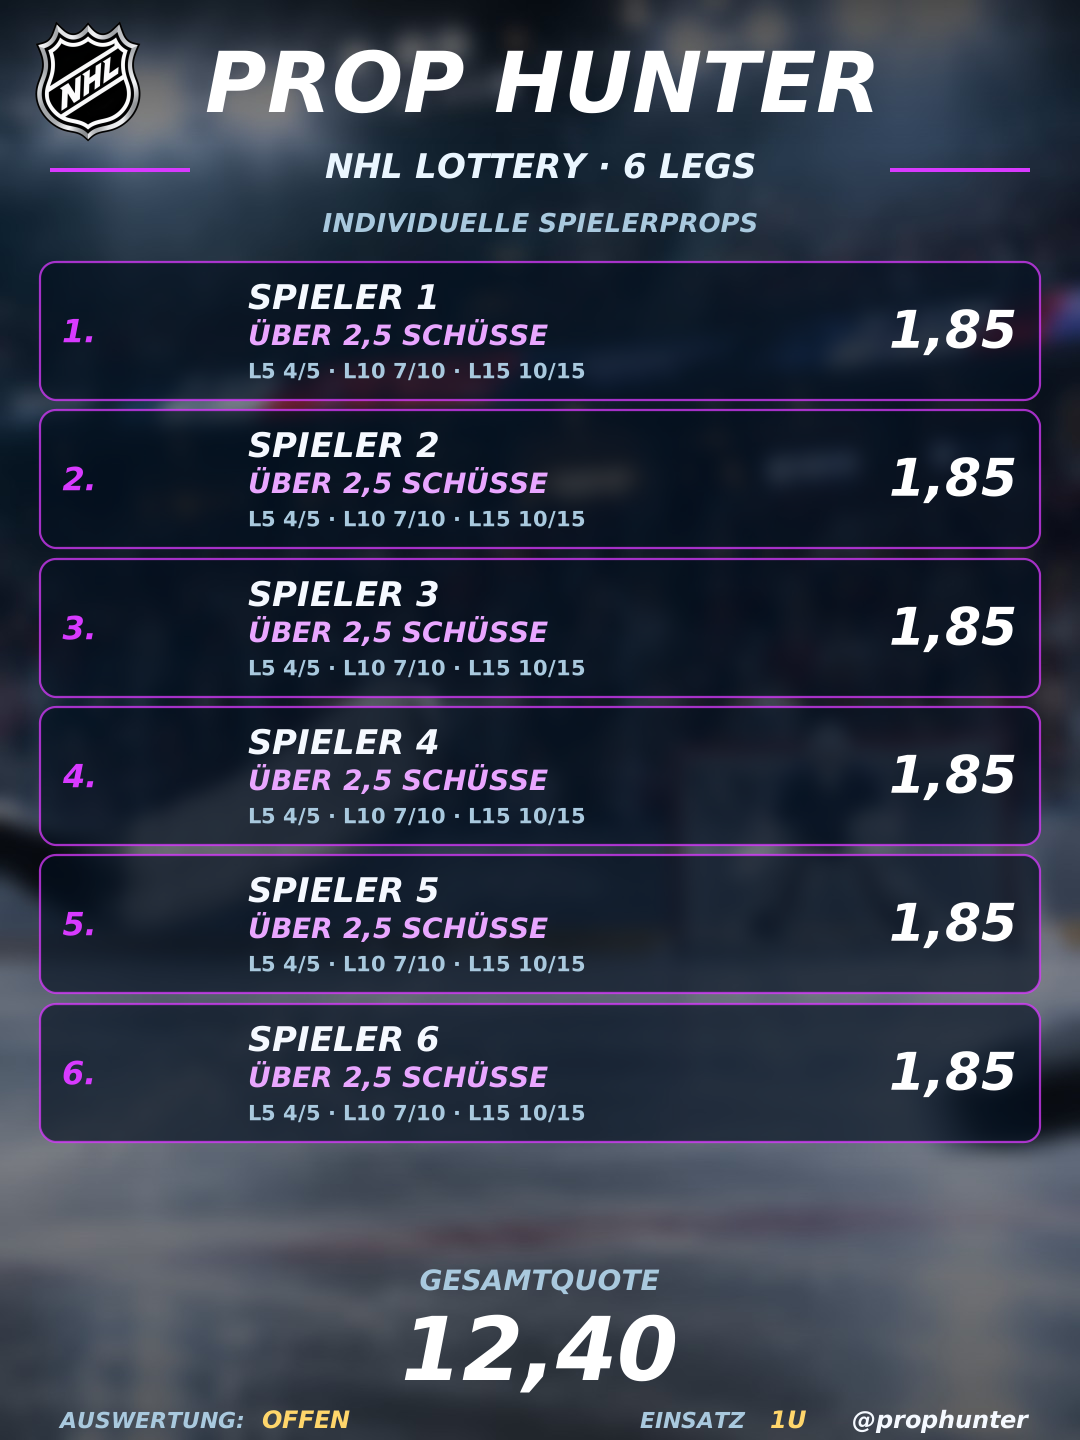 NHL
PROP HUNTER
NHL LOTTERY · 6 LEGS
INDIVIDUELLE SPIELERPROPS
1.
SPIELER 1
ÜBER 2,5 SCHÜSSE
L5 4/5 · L10 7/10 · L15 10/15
1,85
2.
SPIELER 2
ÜBER 2,5 SCHÜSSE
L5 4/5 · L10 7/10 · L15 10/15
1,85
3.
SPIELER 3
ÜBER 2,5 SCHÜSSE
L5 4/5 · L10 7/10 · L15 10/15
1,85
4.
SPIELER 4
ÜBER 2,5 SCHÜSSE
L5 4/5 · L10 7/10 · L15 10/15
1,85
5.
SPIELER 5
ÜBER 2,5 SCHÜSSE
L5 4/5 · L10 7/10 · L15 10/15
1,85
6.
SPIELER 6
ÜBER 2,5 SCHÜSSE
L5 4/5 · L10 7/10 · L15 10/15
1,85
GESAMTQUOTE
12,40
AUSWERTUNG: OFFEN
EINSATZ 1U @prophunter